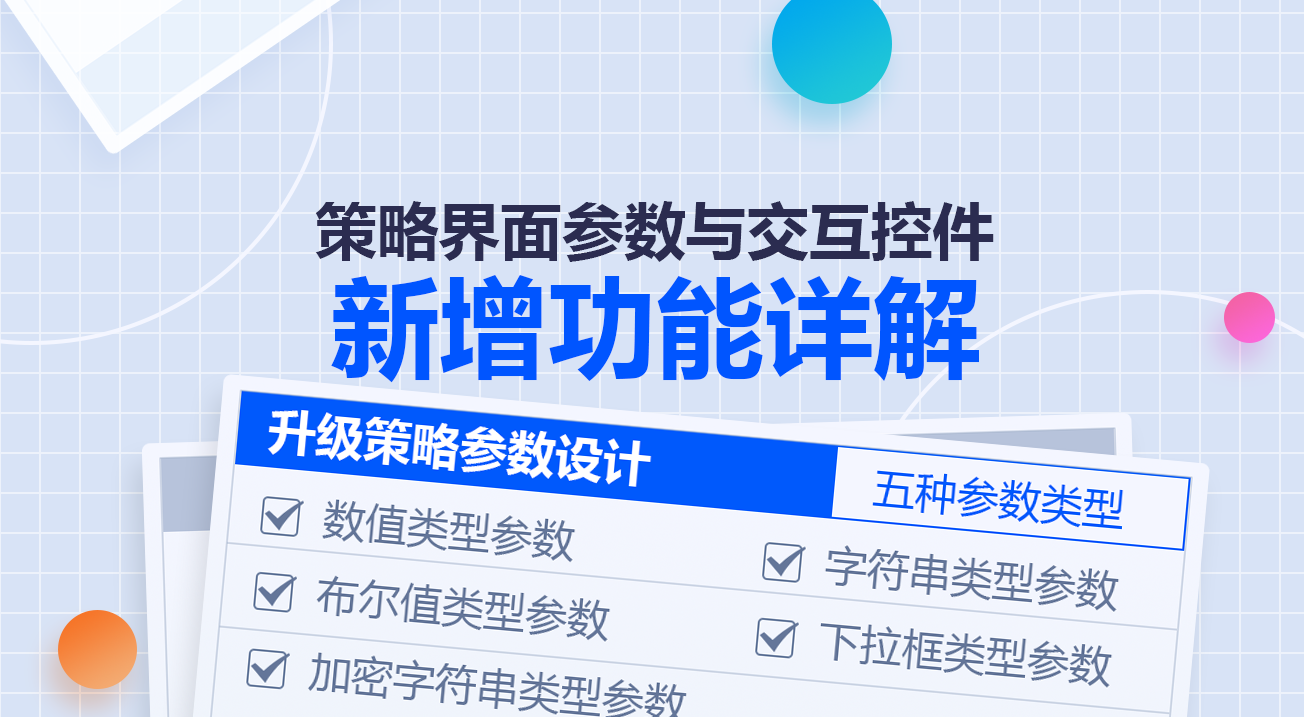 策略界面参数与交互控件
新增功能详解
升级策略参数设计
五种参数类型
数值类型参数
字符串类型参数
布尔值类型参数
下拉框类型参数
加密字符串类型参数